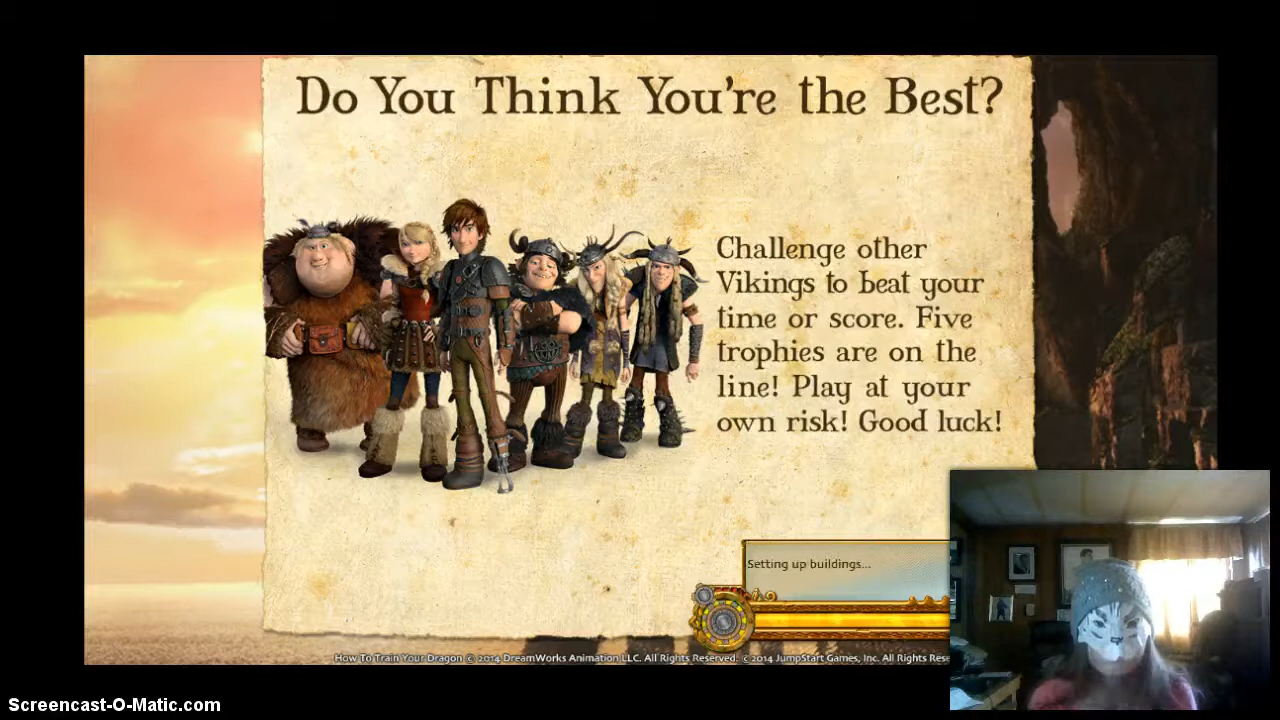 Do You Think You're the Best?
Challenge other
Vikings to beat your
time or score. Five
trophies are on the
line! Play at your
own risk! Good luck!
Setting up buildings...
How To Train Your Dragon © 2014 DreamWorks Animation LLC. All Rights Reserved. © 2014 JumpStart Games, Inc. All Rights Rese
Screencast-O-Matic.com